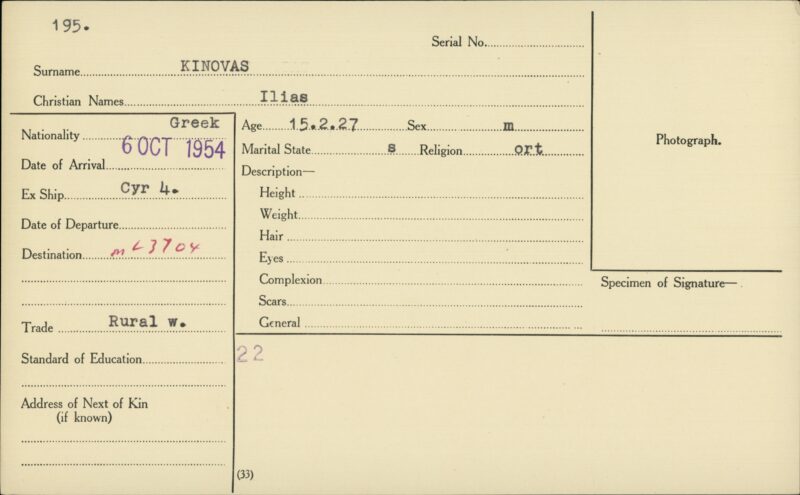 195.
Serial No.
Surname KINOVAS
Christian Names Ilias
Nationality Greek
Date of Arrival 6 OCT 1954
Ex Ship Cyr 4.
Date of Departure
Destination m L3704
Trade Rural w.
Standard of Education
Address of Next of Kin
(if known)
Age 15.2.27 Sex m
Marital State s Religion ort
Description—
Height
Weight
Hair
Eyes
Complexion
Scars
General
22
(33)
Photograph.
Specimen of Signature—